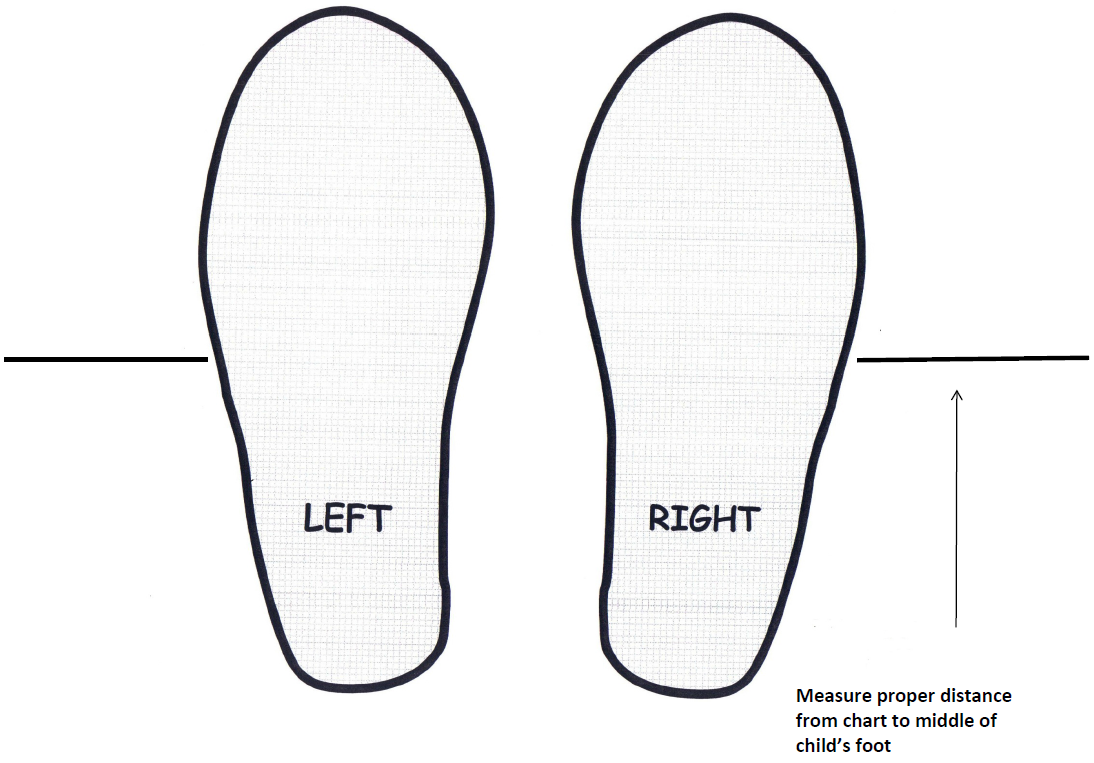 LEFT
RIGHT
Measure proper distance
from chart to middle of
child’s foot